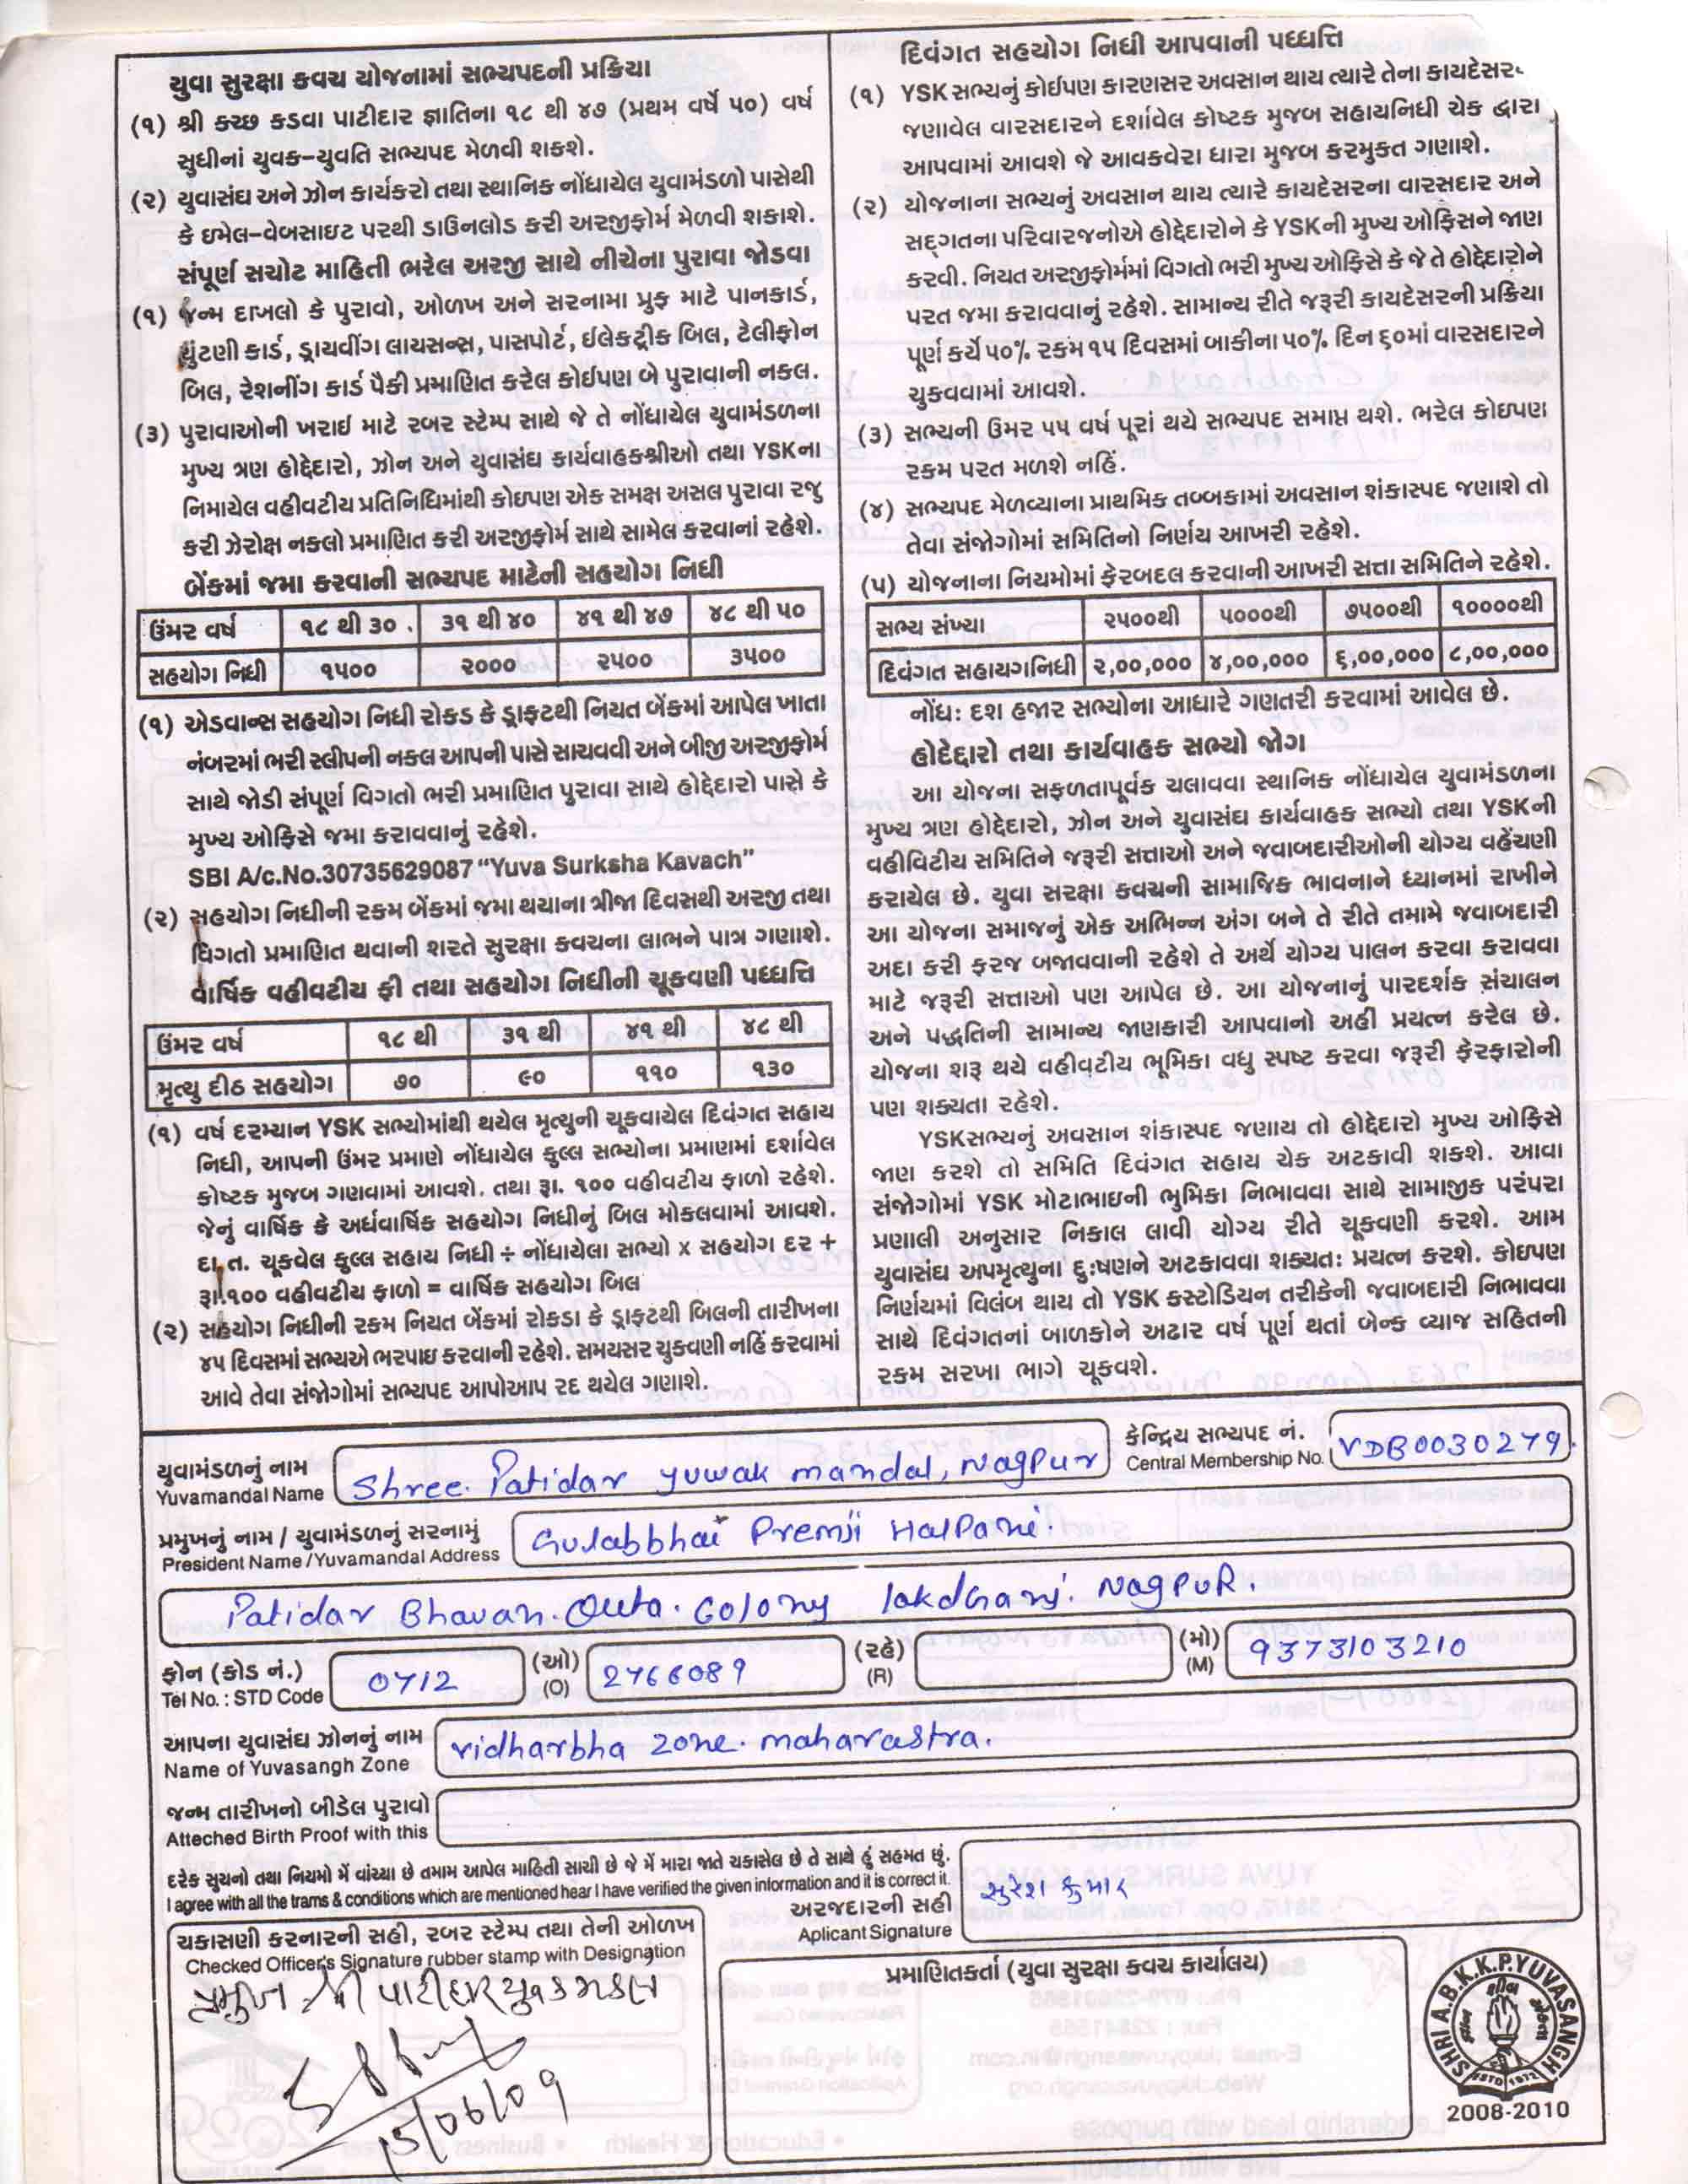 યુવા સુરક્ષા કવચ યોજનામાં સભ્યપદની પ્રક્રિયા
(૧) શ્રી કચ્છ કડવા પાટીદાર જ્ઞાતિના ૧૮ થી ૪૭ (પ્રથમ વર્ષે ૫૦) વર્ષ
સુધીનાં યુવક-યુવતિ સભ્યપદ મેળવી શકશે.
(૨) યુવાસંઘ અને ઝોન કાર્યકરો તથા સ્થાનિક નોંધાયેલ યુવામંડળો પાસેથી
કે ઇમેલ-વેબસાઇટ પરથી ડાઉનલોડ કરી અરજીફોર્મ મેળવી શકાશે.
સંપૂર્ણ સચોટ માહિતી ભરેલ અરજી સાથે નીચેના પુરાવા જોડવા
(૧) જન્મ દાખલો કે પુરાવો, ઓળખ અને સરનામા પ્રુફ માટે પાનકાર્ડ,
ચુંટણી કાર્ડ, ડ્રાયવીંગ લાયસન્સ, પાસપોર્ટ, ઈલેકટ્રીક બિલ, ટેલીફોન
બિલ, રેશનીંગ કાર્ડ પૈકી પ્રમાણિત કરેલ કોઈપણ બે પુરાવાની નકલ.
(૩) પુરાવાઓની ખરાઈ માટે રબર સ્ટેમ્પ સાથે જે તે નોંધાયેલ યુવામંડળના
મુખ્ય ત્રણ હોદ્દેદારો, ઝોન અને યુવાસંઘ કાર્યવાહકશ્રીઓ તથા YSKના
નિમાયેલ વહીવટીય પ્રતિનિધિમાંથી કોઇપણ એક સમક્ષ અસલ પુરાવા રજુ
કરી ઝેરોક્ષ નકલો પ્રમાણિત કરી અરજીફોર્મ સાથે સામેલ કરવાનાં રહેશે.
બેંકમાં જમા કરવાની સભ્યપદ માટેની સહયોગ નિધી
ઉંમર વર્ષ ૧૮ થી ૩૦ ૩૧ થી ૪૦ ૪૧ થી ૪૭ ૪૮ થી ૫૦
સહયોગ નિધી ૧૫૦૦ ૨૦૦૦ ૨૫૦૦ ૩૫૦૦
(૧) એડવાન્સ સહયોગ નિધી રોકડ કે ડ્રાફટથી નિયત બેંકમાં આપેલ ખાતા
નંબરમાં ભરી સ્લીપની નકલ આપની પાસે સાચવવી અને બીજી અરજીફોર્મ
સાથે જોડી સંપૂર્ણ વિગતો ભરી પ્રમાણિત પુરાવા સાથે હોદ્દેદારો પાસે કે
મુખ્ય ઓફિસે જમા કરાવવાનું રહેશે.
SBI A/c.No.30735629087 “Yuva Surksha Kavach”
(૨) સહયોગ નિધીની રકમ બેંકમાં જમા થયાના ત્રીજા દિવસથી અરજી તથા
વિગતો પ્રમાણિત થવાની શરતે સુરક્ષા કવચના લાભને પાત્ર ગણાશે.
વાર્ષિક વહીવટીય ફી તથા સહયોગ નિધીની ચૂકવણી પધ્ધતિ
ઉંમર વર્ષ ૧૮ થી ૩૧ થી ૪૧ થી ૪૮ થી
મૃત્યુ દીઠ સહયોગ ૭૦ ૯૦ ૧૧૦ ૧૩૦
(૧) વર્ષ દરમ્યાન YSK સભ્યોમાંથી થયેલ મૃત્યુની ચૂકવાયેલ દિવંગત સહાય
નિધી, આપની ઉંમર પ્રમાણે નોંધાયેલ કુલ્લ સભ્યોના પ્રમાણમાં દર્શાવેલ
કોષ્ટક મુજબ ગણવામાં આવશે. તથા રૂા. ૧૦૦ વહીવટીય ફાળો રહેશે.
જેનું વાર્ષિક કે અર્ધવાર્ષિક સહયોગ નિધીનું બિલ મોકલવામાં આવશે.
દા.ત. ચૂકવેલ કુલ્લ સહાય નિધી ÷ નોંધાયેલા સભ્યો x સહયોગ દર +
રૂા.૧૦૦ વહીવટીય ફાળો = વાર્ષિક સહયોગ બિલ
(૨) સહયોગ નિધીની રકમ નિયત બેંકમાં રોકડા કે ડ્રાફટથી બિલની તારીખના
૪૫ દિવસમાં સભ્યએ ભરપાઇ કરવાની રહેશે. સમયસર ચુકવણી નહિં કરવામાં
આવે તેવા સંજોગોમાં સભ્યપદ આપોઆપ રદ થયેલ ગણાશે.
દિવંગત સહયોગ નિધી આપવાની પધ્ધતિ
(૧) YSK સભ્યનું કોઈપણ કારણસર અવસાન થાય ત્યારે તેના કાયદેસર
જણાવેલ વારસદારને દર્શાવેલ કોષ્ટક મુજબ સહાયનિધી ચેક દ્વારા
આપવામાં આવશે જે આવકવેરા ધારા મુજબ કરમુક્ત ગણાશે.
(૨) યોજનાના સભ્યનું અવસાન થાય ત્યારે કાયદેસરના વારસદાર અને
સદ્ગતના પરિવારજનોએ હોદ્દેદારોને કે YSKની મુખ્ય ઓફિસને જાણ
કરવી. નિયત અરજીફોર્મમાં વિગતો ભરી મુખ્ય ઓફિસે કે જે તે હોદ્દેદારોને
પરત જમા કરાવવાનું રહેશે. સામાન્ય રીતે જરૂરી કાયદેસરની પ્રક્રિયા
પૂર્ણ કર્યે ૫૦% રકમ ૧૫ દિવસમાં બાકીના ૫૦% દિન ૬૦માં વારસદારને
ચુકવવામાં આવશે.
(૩) સભ્યની ઉંમર ૫૫ વર્ષ પૂરાં થયે સભ્યપદ સમાપ્ત થશે. ભરેલ કોઇપણ
રકમ પરત મળશે નહિં.
(૪) સભ્યપદ મેળવ્યાના પ્રાથમિક તબ્બકામાં અવસાન શંકાસ્પદ જણાશે તો
તેવા સંજોગોમાં સમિતિનો નિર્ણય આખરી રહેશે.
(૫) યોજનાના નિયમોમાં ફેરબદલ કરવાની આખરી સત્તા સમિતિને રહેશે.
સભ્ય સંખ્યા ૨૫૦૦થી ૫૦૦૦થી ૭૫૦૦થી ૧૦૦૦૦થી
દિવંગત સહાયગનિધી ૨,૦૦,૦૦૦ ૪,૦૦,૦૦૦ ૬,૦૦,૦૦૦ ૮,૦૦,૦૦૦
નોંધઃ દશ હજાર સભ્યોના આધારે ગણતરી કરવામાં આવેલ છે.
હોદ્દેદારો તથા કાર્યવાહક સભ્યો જોગ
આ યોજના સફળતાપૂર્વક ચલાવવા સ્થાનિક નોંધાયેલ યુવામંડળના
મુખ્ય ત્રણ હોદ્દેદારો, ઝોન અને યુવાસંઘ કાર્યવાહક સભ્યો તથા YSKની
વહીવિટીય સમિતિને જરૂરી સત્તાઓ અને જવાબદારીઓની યોગ્ય વહેંચણી
કરાયેલ છે. યુવા સરક્ષા કવચની સામાજિક ભાવનાને ધ્યાનમાં રાખીને
આ યોજના સમાજનું એક અભિન્ન અંગ બને તે રીતે તમામે જવાબદારી
અદા કરી ફરજ બજાવવાની રહેશે તે અર્થે યોગ્ય પાલન કરવા કરાવવા
માટે જરૂરી સત્તાઓ પણ આપેલ છે. આ યોજનાનું પારદર્શક સંચાલન
અને પદ્ધતિની સામાન્ય જાણકારી આપવાનો અહીં પ્રયત્ન કરેલ છે.
યોજના શરૂ થયે વહીવટીય ભૂમિકા વધુ સ્પષ્ટ કરવા જરૂરી ફેરફારોની
પણ શક્યતા રહેશે.
YSKસભ્યનું અવસાન શંકાસ્પદ જણાય તો હોદ્દેદારો મુખ્ય ઓફિસે
જાણ કરશે તો સમિતિ દિવંગત સહાય ચેક અટકાવી શકશે. આવા
સંજોગોમાં YSK મોટાભાઇની ભુમિકા નિભાવવા સાથે સામાજીક પરંપરા
પ્રણાલી અનુસાર નિકાલ લાવી યોગ્ય રીતે ચૂકવણી કરશે. આમ
યુવાસંઘ અપમૃત્યુના દુઃષણને અટકાવવા શક્યતઃ પ્રયત્ન કરશે. કોઇપણ
નિર્ણયમાં વિલંબ થાય તો YSK કસ્ટોડિયન તરીકેની જવાબદારી નિભાવવા
સાથે દિવંગતનાં બાળકોને અઢાર વર્ષ પૂર્ણ થતાં બેન્ક વ્યાજ સહિતની
રકમ સરખા ભાગે ચૂકવશે.
યુવામંડળનું નામ
Yuvamandal Name Shree. Patidar yuwak mandal, Nagpur
કેન્દ્રિય સભ્યપદ નં.
Central Membership No. VDB0030279.
પ્રમુખનું નામ / યુવામંડળનું સરનામું
President Name/Yuvamandal Address Gulabbhai Premji Halpani.
Patidar Bhavan. Queta. Colony lakdGanj. Nagpur.
ફોન (કોડ નં.) (ઓ) (રહે) (મો)
Tel No. : STD Code 0712 (O) 2766089 (R) (M) 9373103210
આપના યુવાસંઘ ઝોનનું નામ
Name of Yuvasangh Zone vidharbha zone. maharastra.
જન્મ તારીખનો બીડેલ પુરાવો
Atteched Birth Proof with this
દરેક સુચનો તથા નિયમો મેં વાંચ્યા છે તમામ આપેલ માહિતી સાચી છે જે મેં મારા જાતે ચકાસેલ છે તે સાથે હું સહમત છું.
I agree with all the trams & conditions which are mentioned hear I have verified the given information and it is correct it.
અરજદારની સહી
Aplicant Signature સુરેશ કુમાર
ચકાસણી કરનારની સહી, રબર સ્ટેમ્પ તથા તેની ઓળખ
Checked Officer's Signature rubber stamp with Designation
પ્રમુખ શ્રી પાટીદાર યુવક મંડલ
15/06/09
પ્રમાણિતકર્તા (યુવા સુરક્ષા કવચ કાર્યાલય)
SHRI A.B.K.K.P.YUVASANGH
ESTD 1972
2008-2010